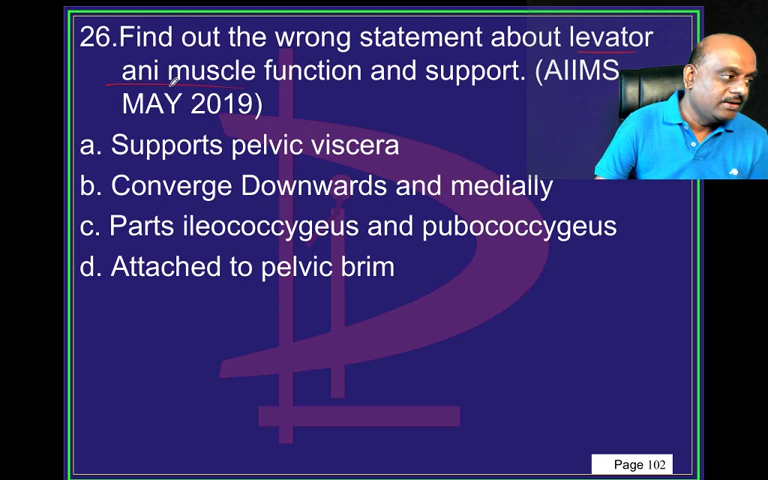 26.Find out the wrong statement about levator
ani muscle function and support. (AIIMS
MAY 2019)
a. Supports pelvic viscera
b. Converge Downwards and medially
c. Parts ileococcygeus and pubococcygeus
d. Attached to pelvic brim
Page 102